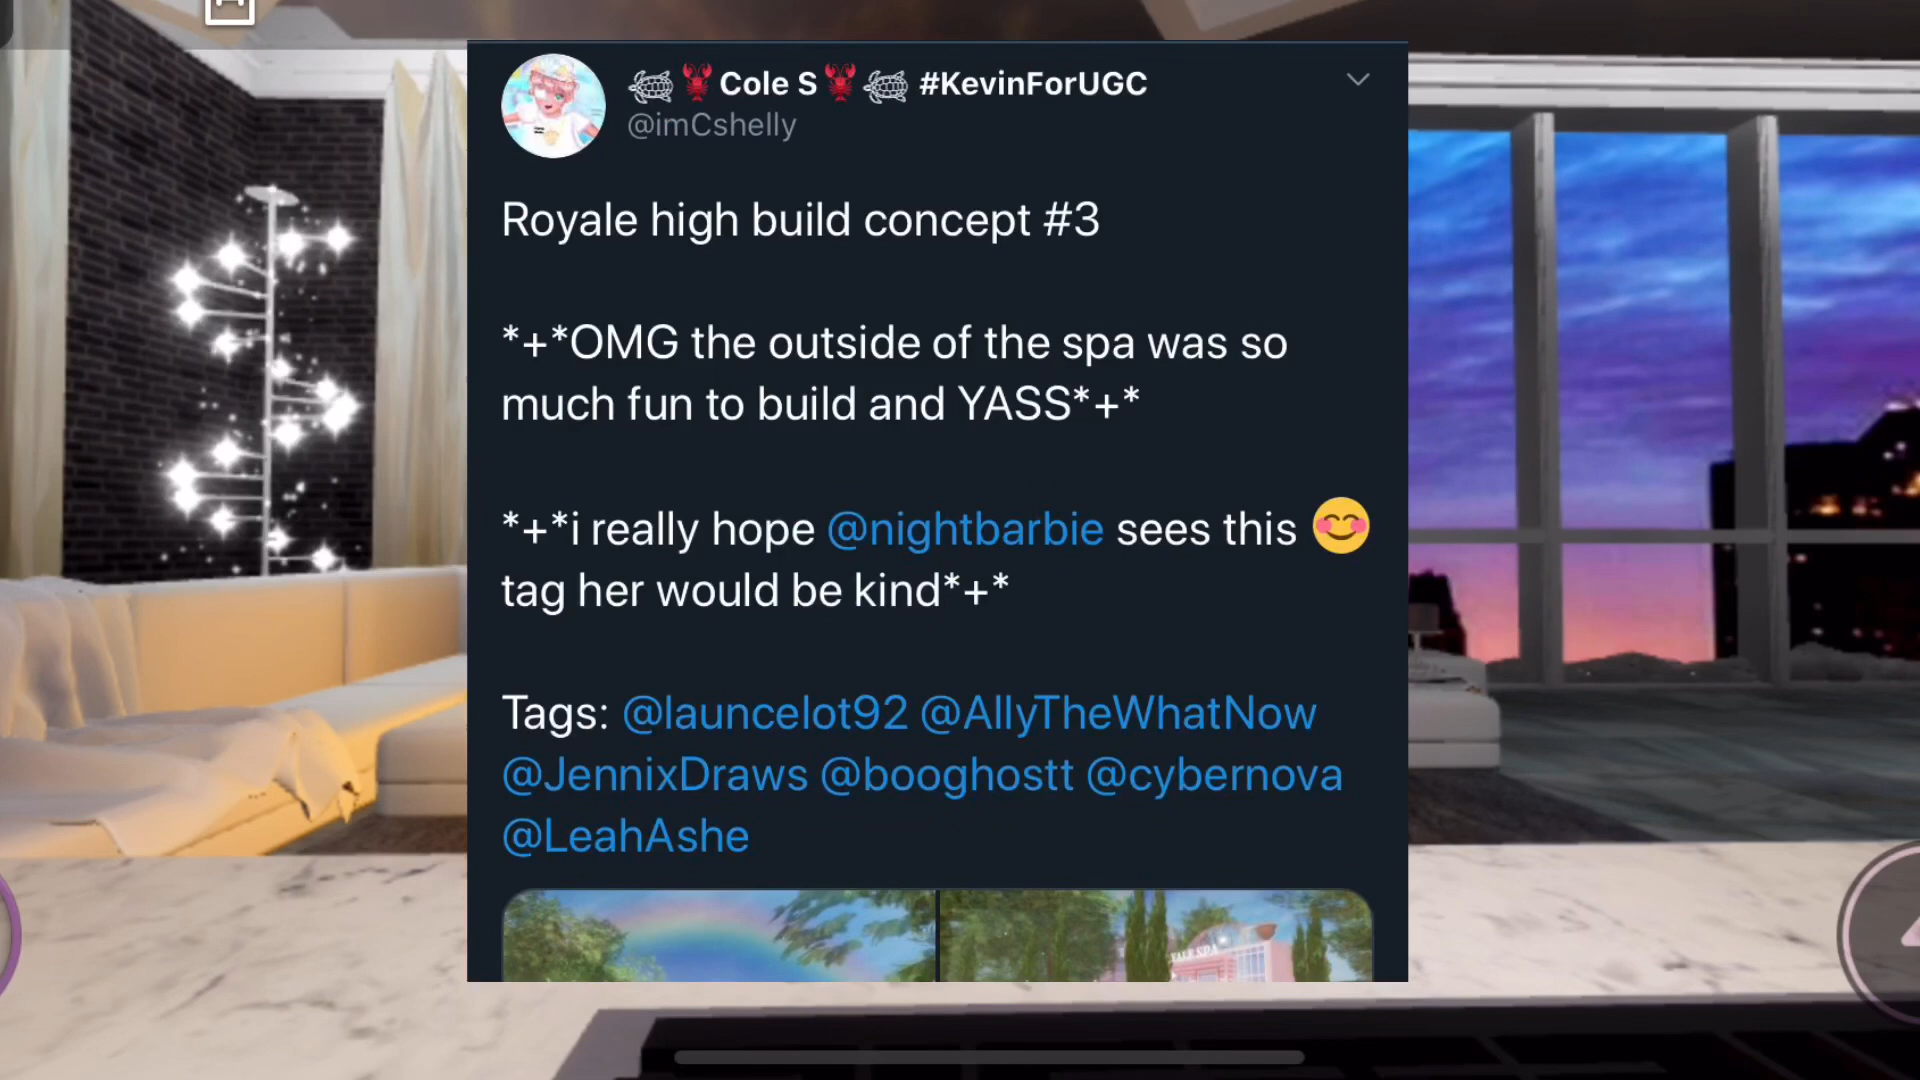 🐢🦞Cole S🦞🐢 #KevinForUGC
@imCshelly
Royale high build concept #3
*+*OMG the outside of the spa was so
much fun to build and YASS*+*
*+*i really hope @nightbarbie sees this 😊
tag her would be kind*+*
Tags: @launcelot92 @AllyTheWhatNow
@JennixDraws @booghostt @cybernova
@LeahAshe